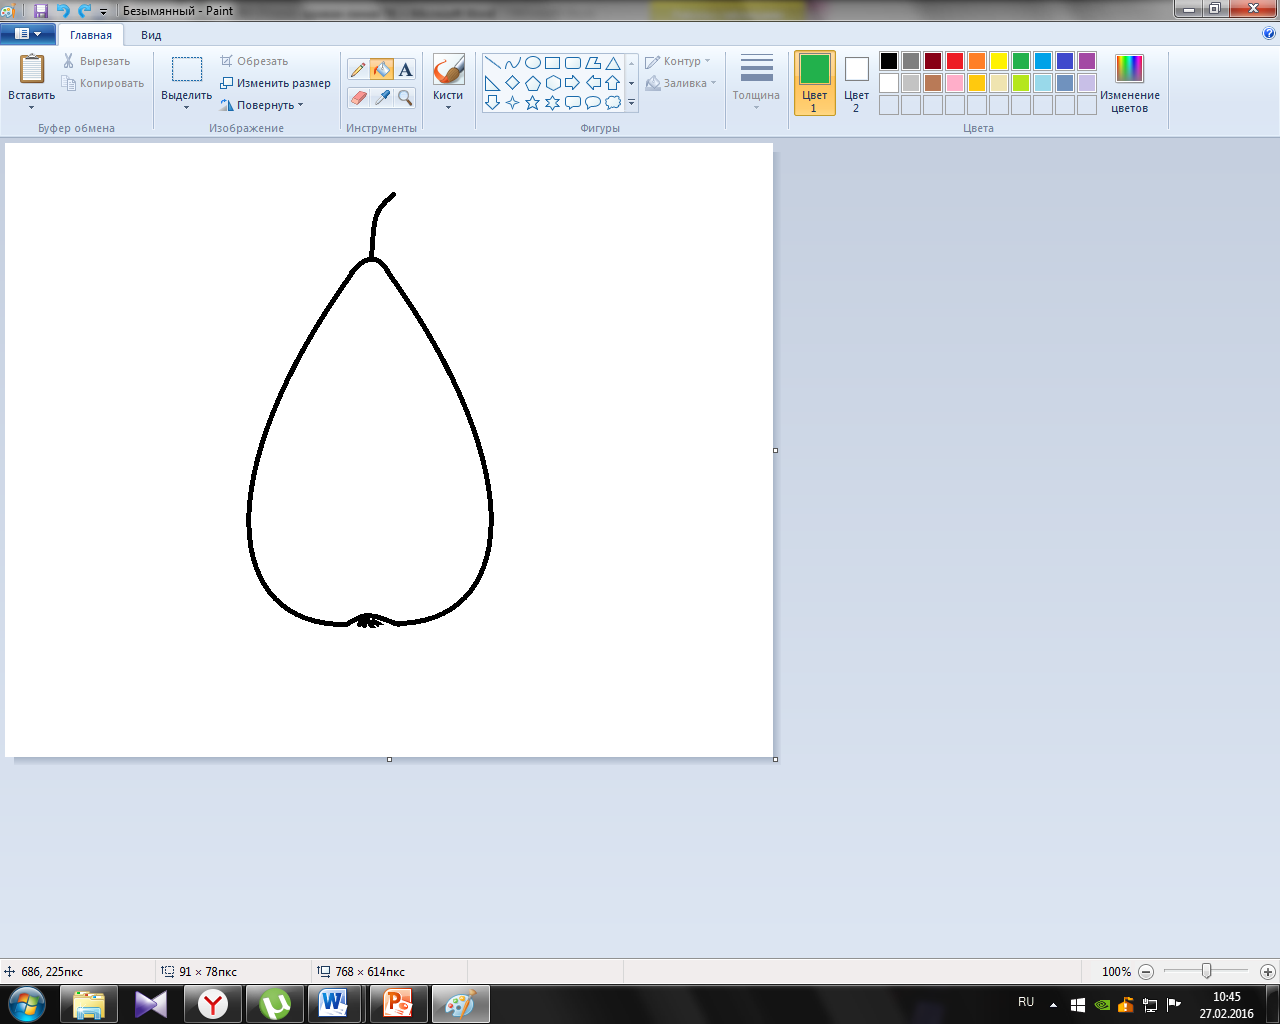 Безымянный - Paint
Главная Вид
Вставить
Вырезать
Копировать
Буфер обмена
Выделить
Обрезать
Изменить размер
Повернуть
Изображение
A
Инструменты
Кисти
Контур
Заливка
Фигуры
Толщина
Цвет 1
Цвет 2
Изменение цветов
Цвета
686, 225пкс 91 × 78пкс 768 × 614пкс 100%
RU 10:45
27.02.2016